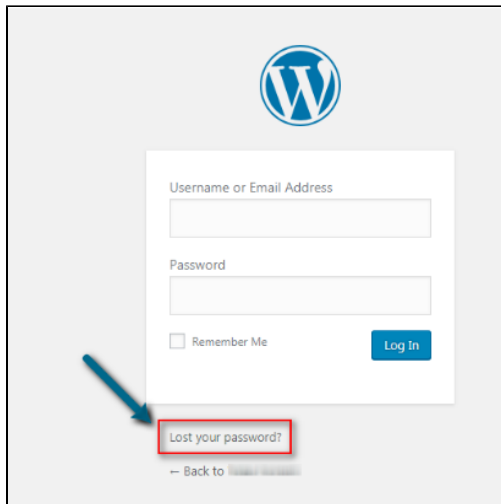 Username or Email Address
Password
Remember Me
Log In
Lost your password?
← Back to